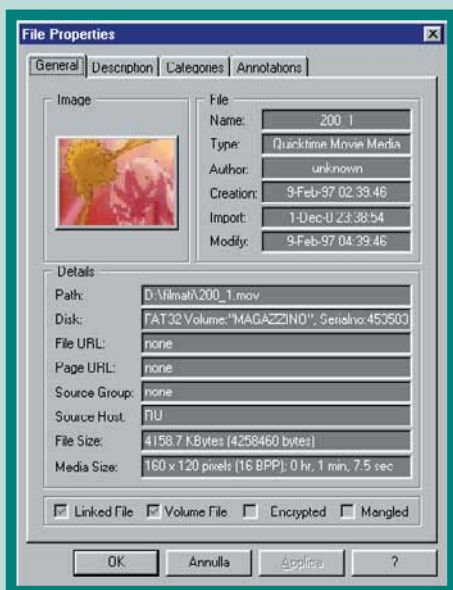 File Properties
General Description Categories Annotations
Image
File
Name: 200_1
Type: Quicktime Movie Media
Author: unknown
Creation: 9-Feb-97 02.39.46
Import: 1-Dec-0 23:38:54
Modify: 9-Feb-97 04:39.46
Details
Path: D:\filmati\200_1.mov
Disk: FAT32 Volume:"MAGAZZINO", Serialno:453503
File URL: none
Page URL: none
Source Group: none
Source Host:
File Size: 4158.7 KBytes (4258460 bytes)
Media Size: 160 x 120 pixels (16 BPP); 0 hr, 1 min, 7.5 sec
Linked File Volume File Encrypted Mangled
OK Annulla Applica ?